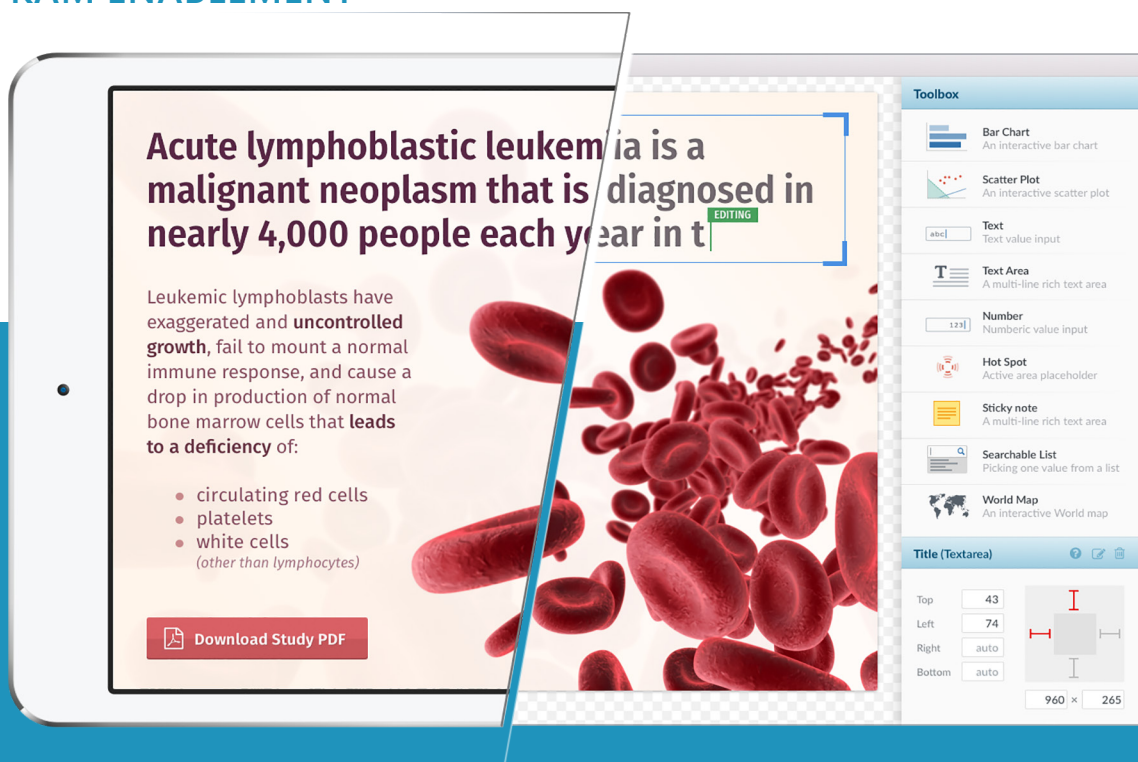 Acute lymphoblastic leukemia is a
malignant neoplasm that is diagnosed in
nearly 4,000 people each year in t
EDITING
Leukemic lymphoblasts have
exaggerated and uncontrolled
growth, fail to mount a normal
immune response, and cause a
drop in production of normal
bone marrow cells that leads
to a deficiency of:
circulating red cells
platelets
white cells
(other than lymphocytes)
Download Study PDF
Toolbox
Bar Chart
An interactive bar chart
Scatter Plot
An interactive scatter plot
abc
Text
Text value input
T
Text Area
A multi-line rich text area
123
Number
Numberic value input
Hot Spot
Active area placeholder
Sticky note
A multi-line rich text area
Searchable List
Picking one value from a list
World Map
An interactive World map
Title (Textarea)
?
Top 43
Left 74
Right auto
Bottom auto
960 × 265